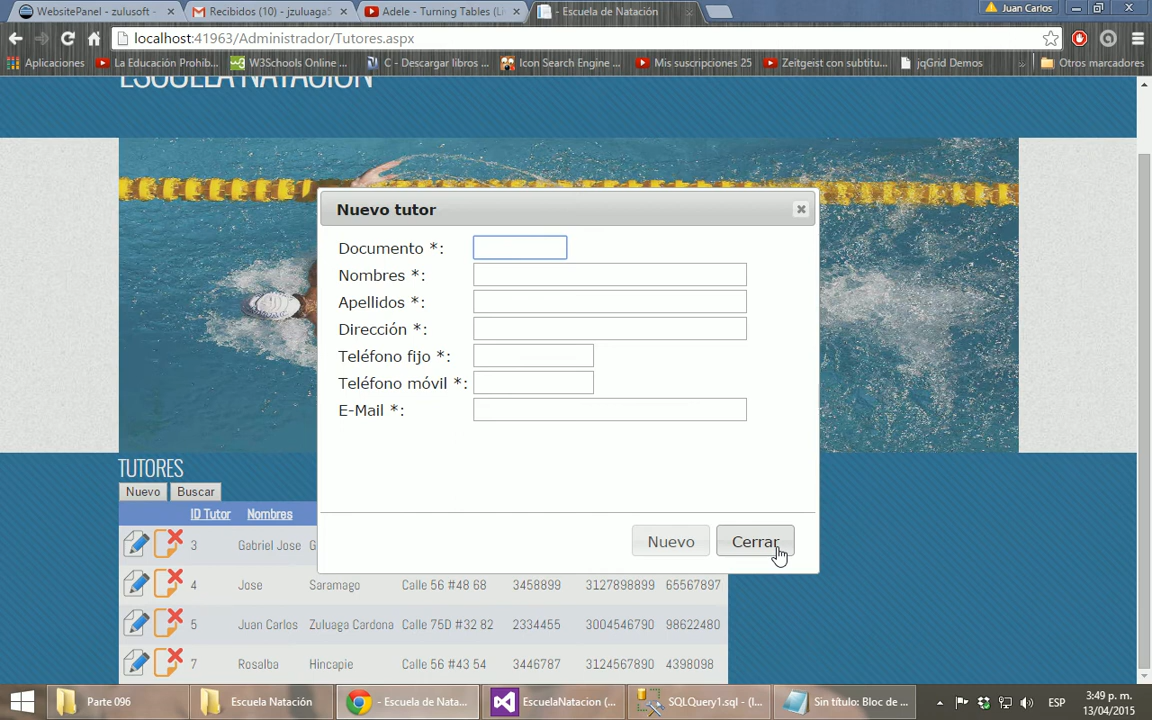 WebsitePanel - zulusoft - 
Recibidos (10) - jzuluaga5
Adele - Turning Tables (Li
- Escuela de Natación
Juan Carlos
localhost:41963/Administrador/Tutores.aspx
Aplicaciones
La Educación Prohib...
W3Schools Online ...
C - Descargar libros ...
Icon Search Engine ...
Mis suscripciones 25
Zeitgeist con subtitu...
jqGrid Demos
»
Otros marcadores
ESCUELA NATACIÓN
Nuevo tutor
Documento *:
Nombres *:
Apellidos *:
Dirección *:
Teléfono fijo *:
Teléfono móvil *:
E-Mail *:
Nuevo
Cerrar
TUTORES
Nuevo
Buscar
ID Tutor Nombres
3 Gabriel Jose G
4 Jose Saramago Calle 56 #48 68 3458899 3127898899 65567897
5 Juan Carlos Zuluaga Cardona Calle 75D #32 82 2334455 3004546790 98622480
7 Rosalba Hincapie Calle 56 #43 54 3446787 3124567890 4398098
Parte 096
Escuela Natación
- Escuela de Nata...
EscuelaNatacion (...
SQLQuery1.sql - (l...
Sin título: Bloc de ...
ESP
3:49 p. m.
13/04/2015